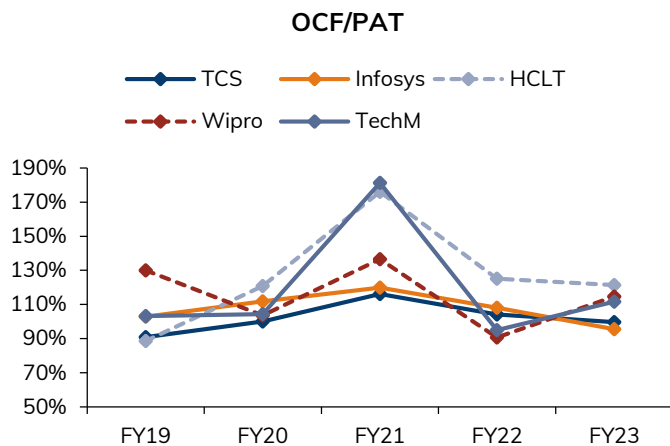 OCF/PAT
TCS Infosys HCLT
Wipro TechM
190%
170%
150%
130%
110%
90%
70%
50%
FY19 FY20 FY21 FY22 FY23